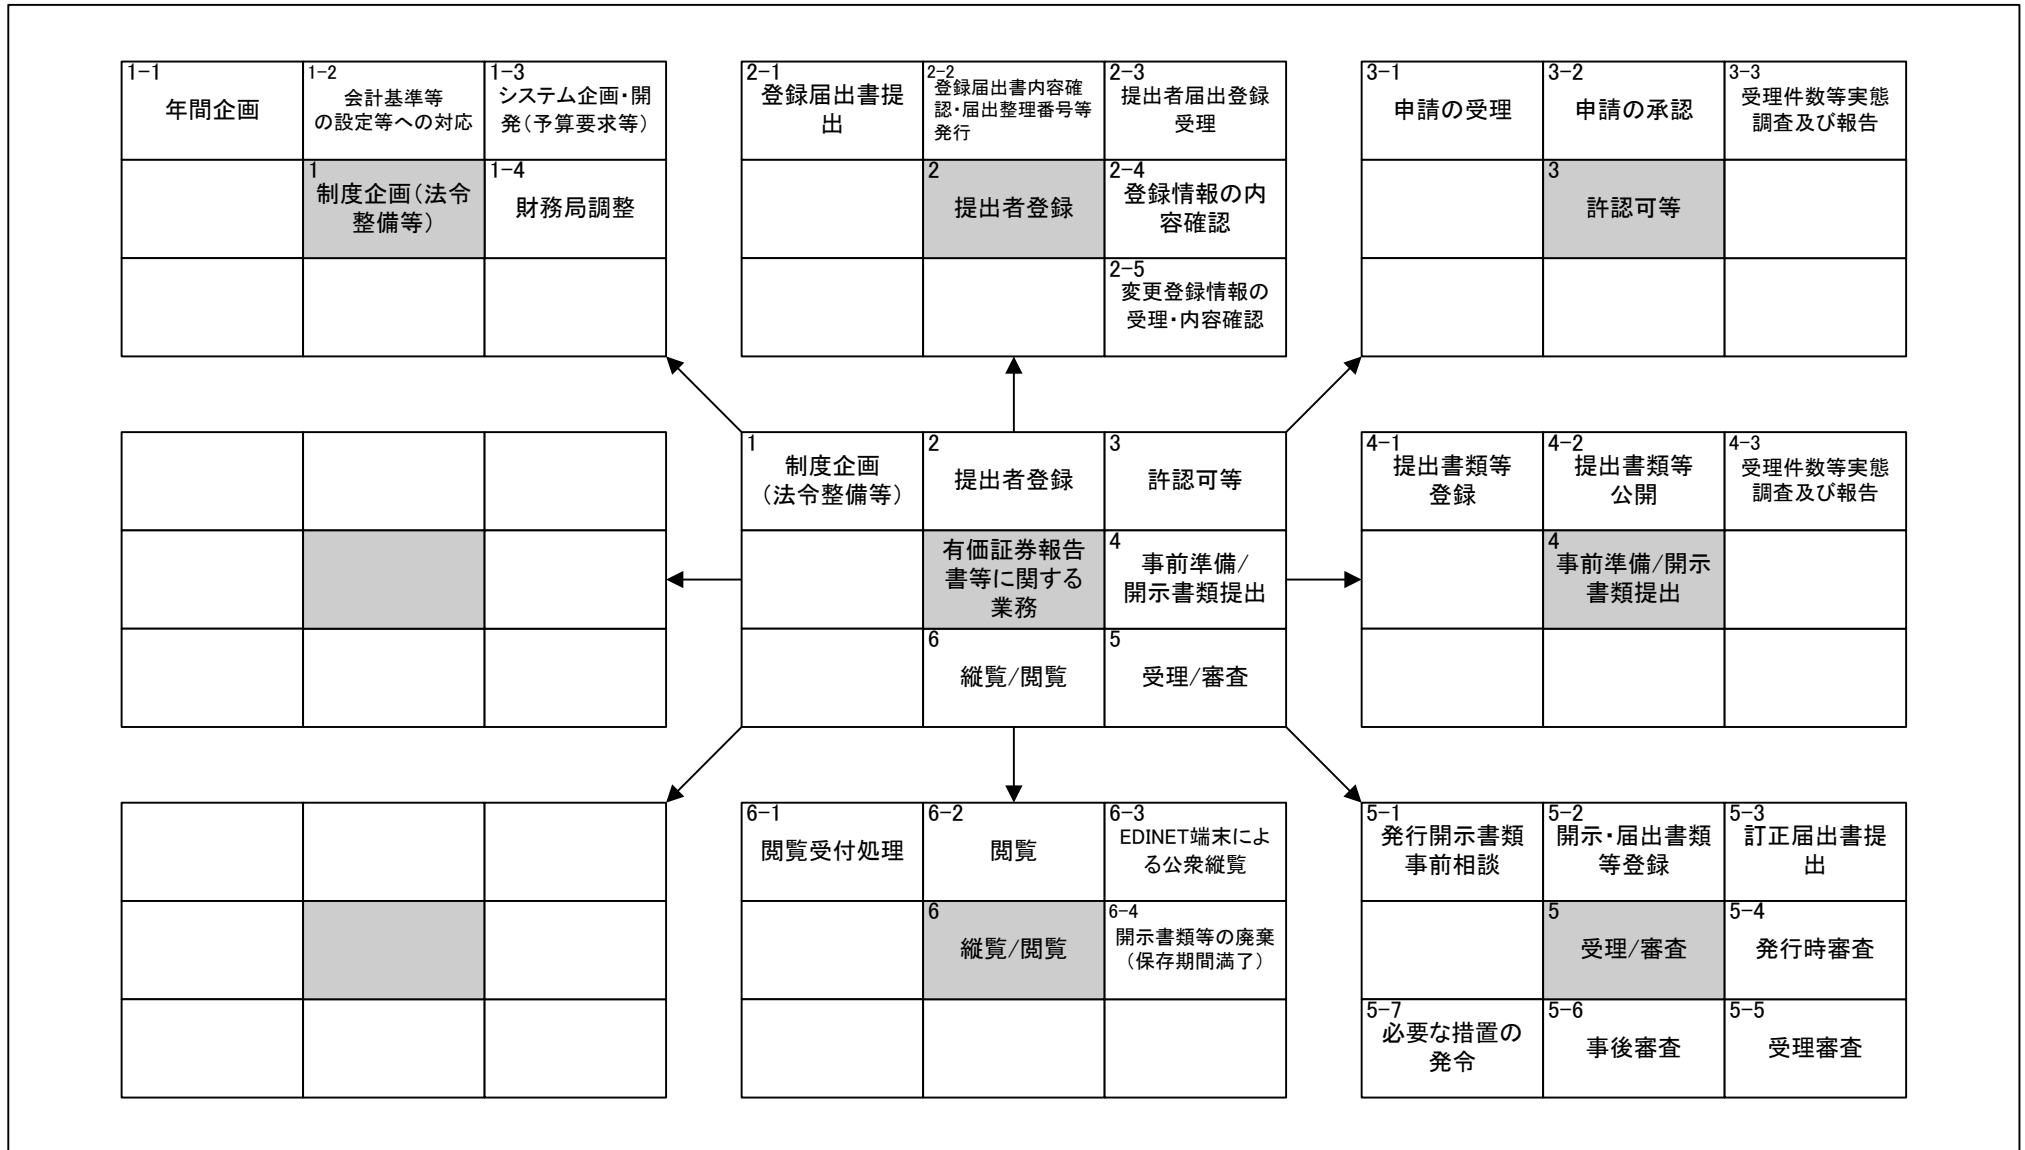 1-1
年間企画
1-2
会計基準等
の設定等への対応
1-3
システム企画・開
発(予算要求等)
1
制度企画(法令
整備等)
1-4
財務局調整
2-1
登録届出書提
出
2-2
登録届出書内容確
認・届出整理番号等
発行
2-3
提出者届出登録
受理
2
提出者登録
2-4
登録情報の内
容確認
2-5
変更登録情報の
受理・内容確認
3-1
申請の受理
3-2
申請の承認
3-3
受理件数等実態
調査及び報告
3
許認可等
1
制度企画
(法令整備等)
2
提出者登録
3
許認可等
有価証券報告
書等に関する
業務
4
事前準備/
開示書類提出
6
縦覧/閲覧
5
受理/審査
4-1
提出書類等
登録
4-2
提出書類等
公開
4-3
受理件数等実態
調査及び報告
4
事前準備/開示
書類提出
6-1
閲覧受付処理
6-2
閲覧
6-3
EDINET端末によ
る公衆縦覧
6
縦覧/閲覧
6-4
開示書類等の廃棄
(保存期間満了)
5-1
発行開示書類
事前相談
5-2
開示・届出書類
等登録
5-3
訂正届出書提
出
5
受理/審査
5-4
発行時審査
5-7
必要な措置の
発令
5-6
事後審査
5-5
受理審査